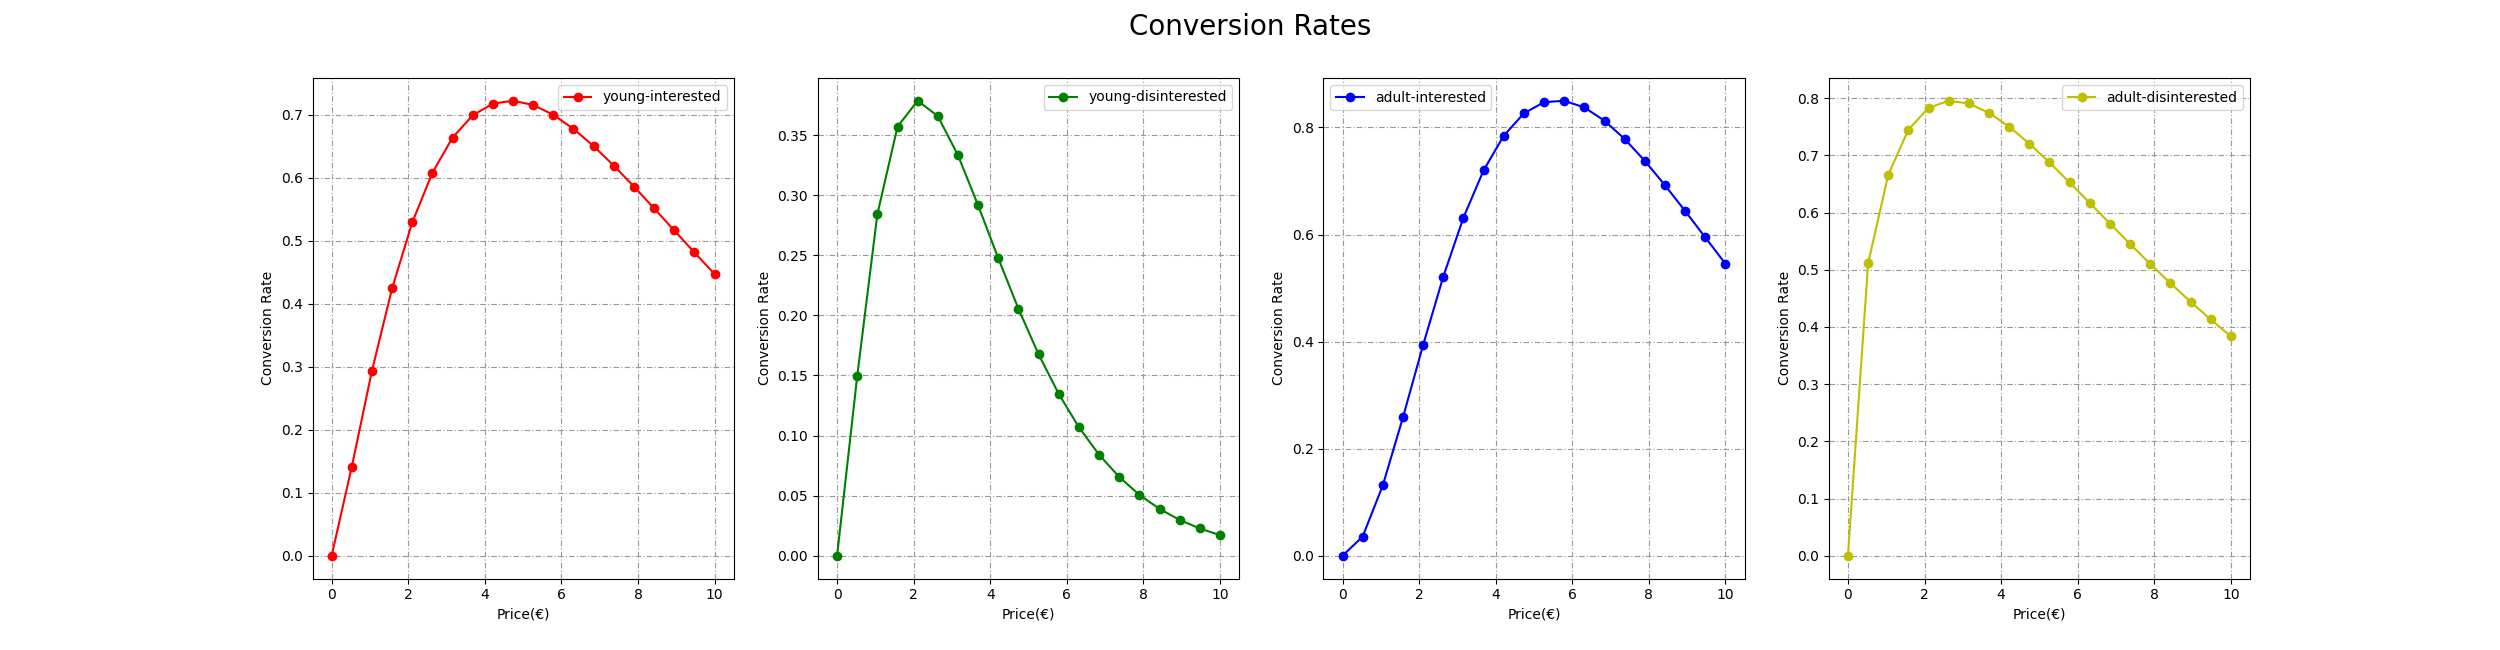 Conversion Rates
young-interested
0.7
0.6
0.5
0.4
0.3
0.2
0.1
0.0
Conversion Rate
0 2 4 6 8 10
Price(€)
young-disinterested
0.35
0.30
0.25
0.20
0.15
0.10
0.05
0.00
Conversion Rate
0 2 4 6 8 10
Price(€)
adult-interested
0.8
0.6
0.4
0.2
0.0
Conversion Rate
0 2 4 6 8 10
Price(€)
adult-disinterested
0.8
0.7
0.6
0.5
0.4
0.3
0.2
0.1
0.0
Conversion Rate
0 2 4 6 8 10
Price(€)